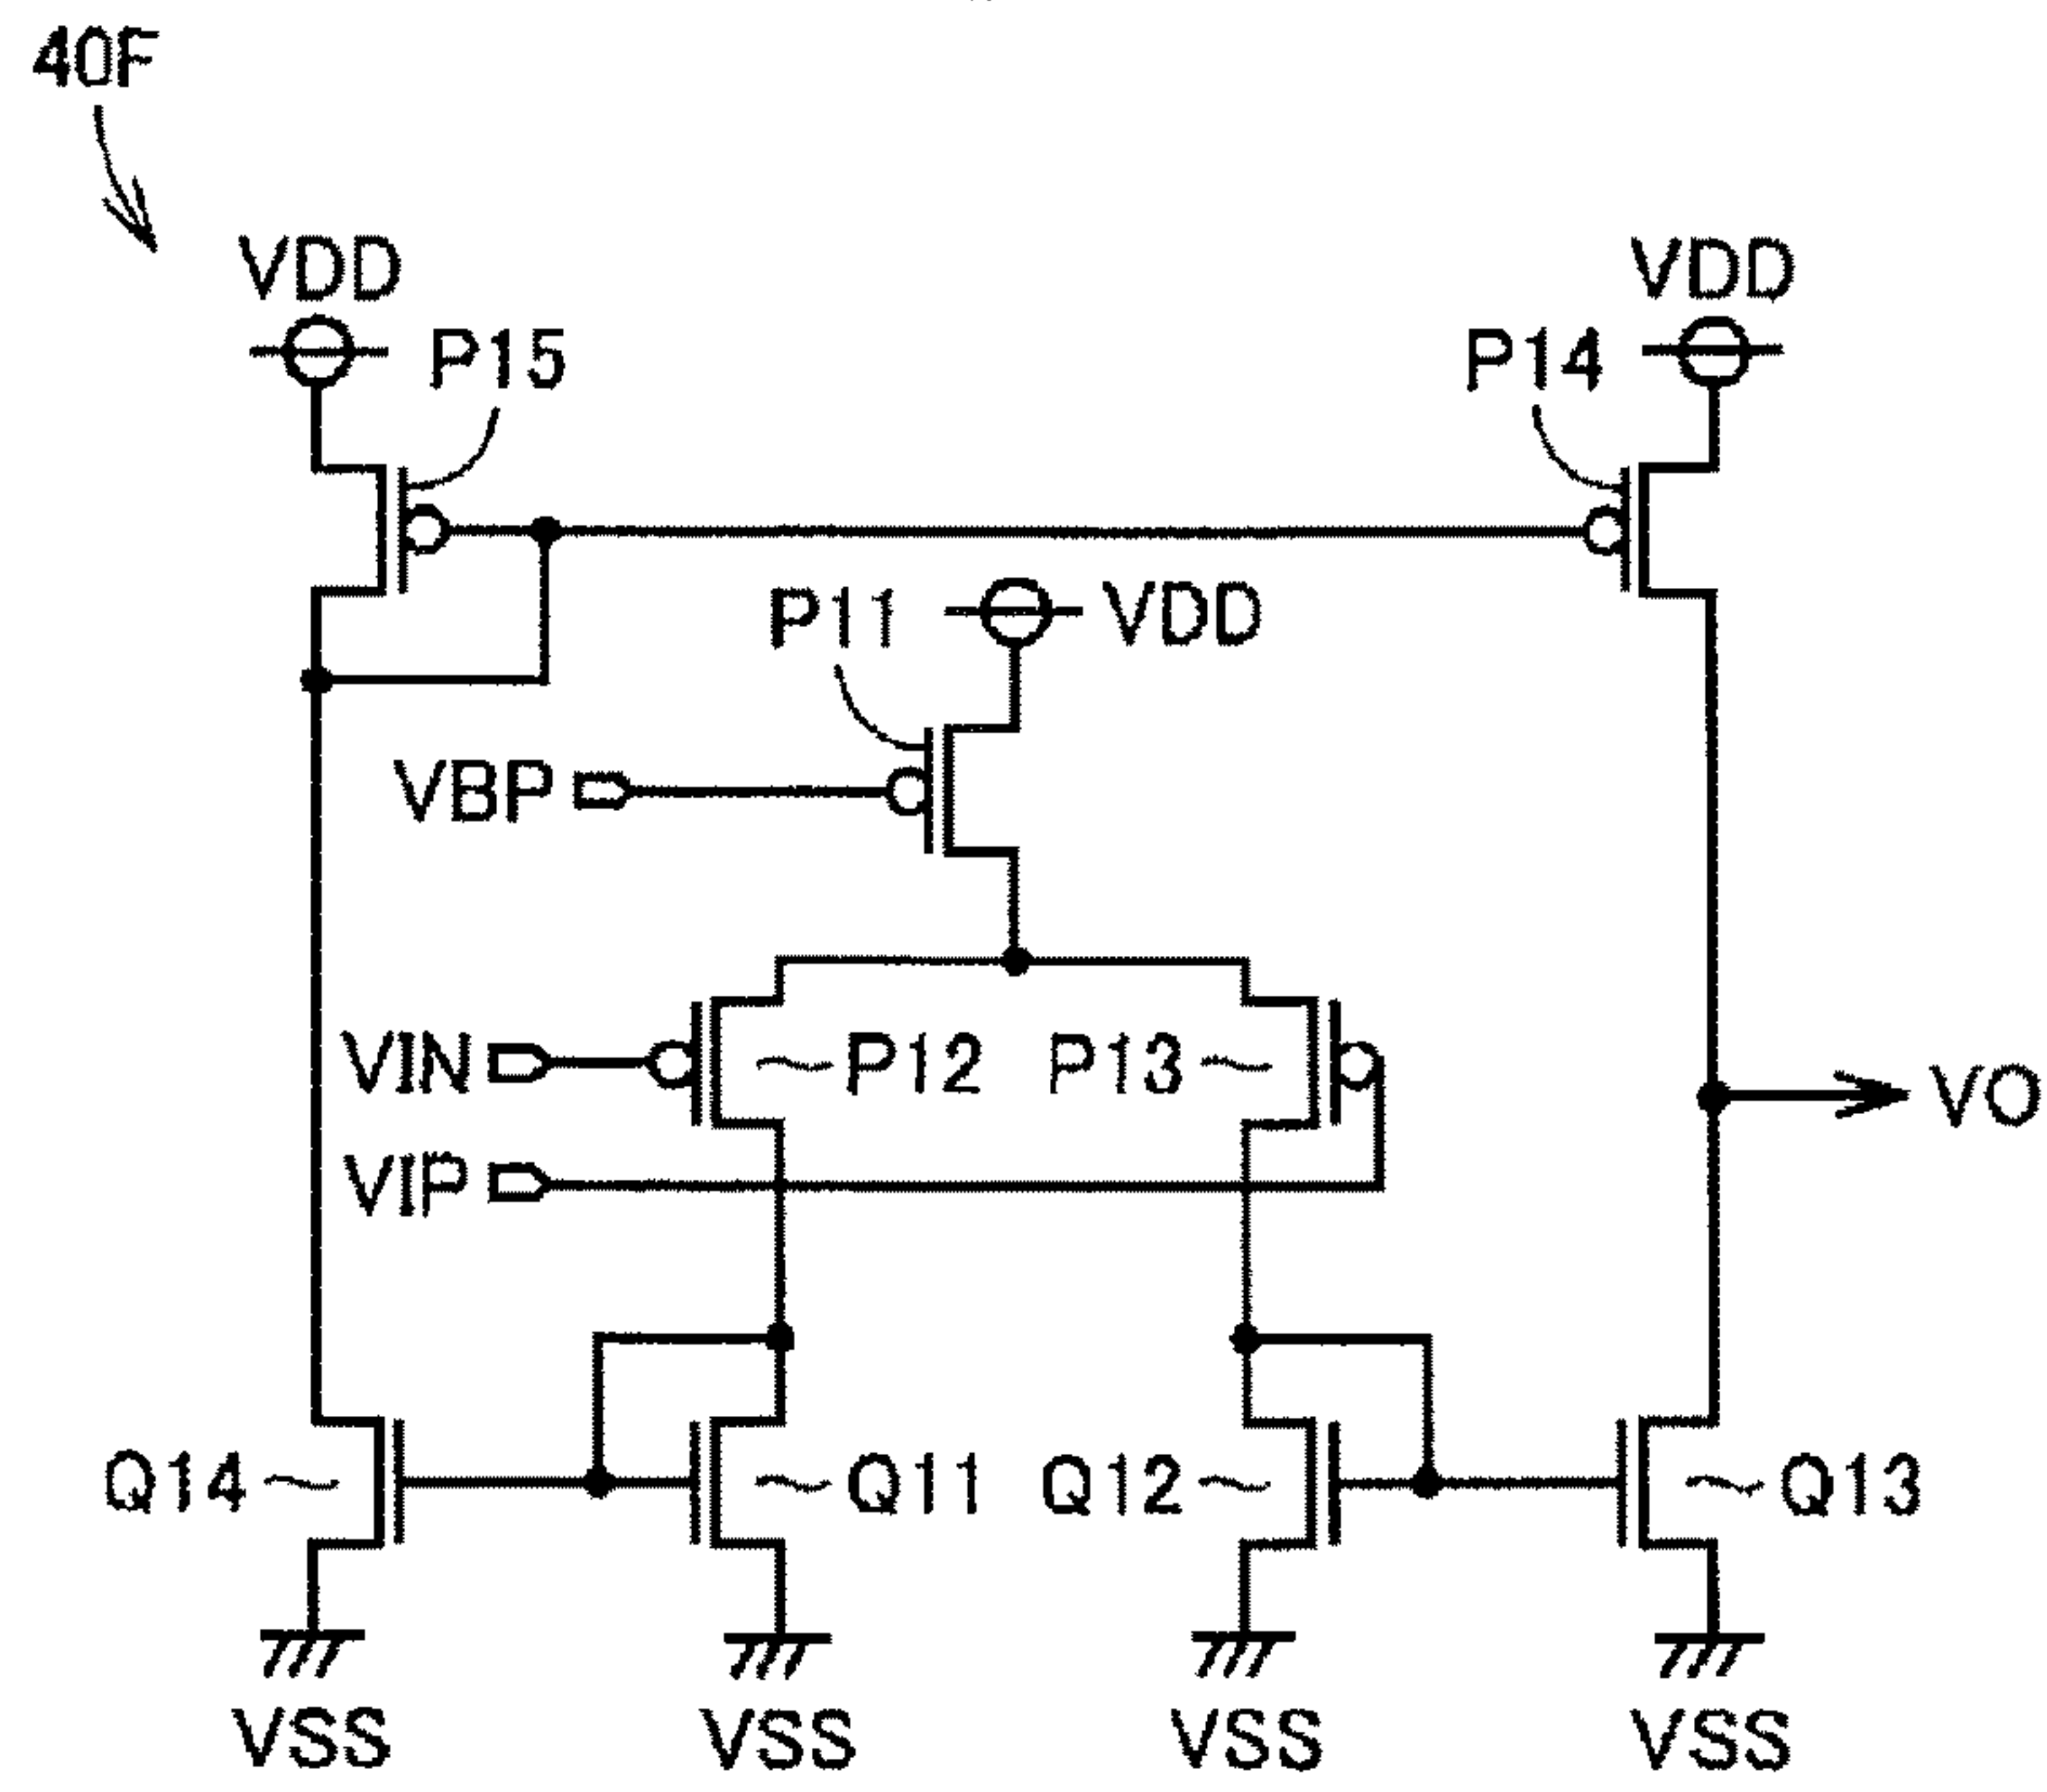 40F
VDD
VDD
P15
P14
P11
VDD
VBP
VIN
P12
P13
VO
VIP
Q14
Q11
Q12
Q13
VSS
VSS
VSS
VSS